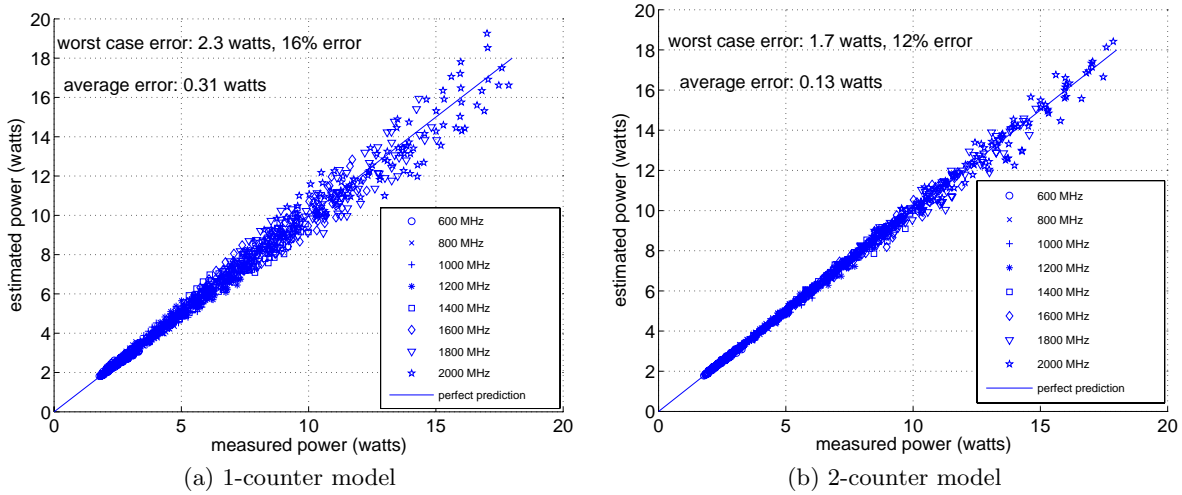 worst case error: 2.3 watts, 16% error
average error: 0.31 watts
20
18
16
14
12
10
8
6
4
2
0
estimated power (watts)
600 MHz
800 MHz
1000 MHz
1200 MHz
1400 MHz
1600 MHz
1800 MHz
2000 MHz
perfect prediction
0 5 10 15 20
measured power (watts)
(a) 1-counter model
worst case error: 1.7 watts, 12% error
average error: 0.13 watts
20
18
16
14
12
10
8
6
4
2
0
estimated power (watts)
600 MHz
800 MHz
1000 MHz
1200 MHz
1400 MHz
1600 MHz
1800 MHz
2000 MHz
perfect prediction
0 5 10 15 20
measured power (watts)
(b) 2-counter model